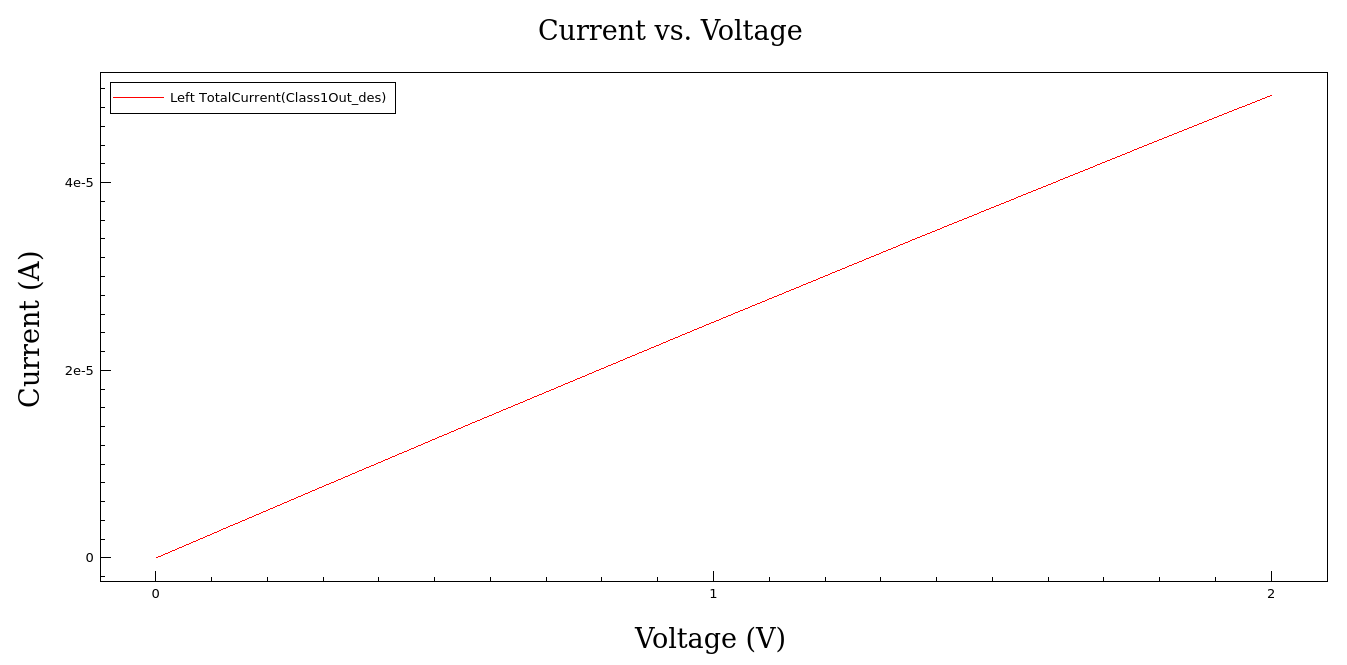 Current vs. Voltage
Left TotalCurrent(Class1Out_des)
4e-5
2e-5
0
Current (A)
0 1 2
Voltage (V)